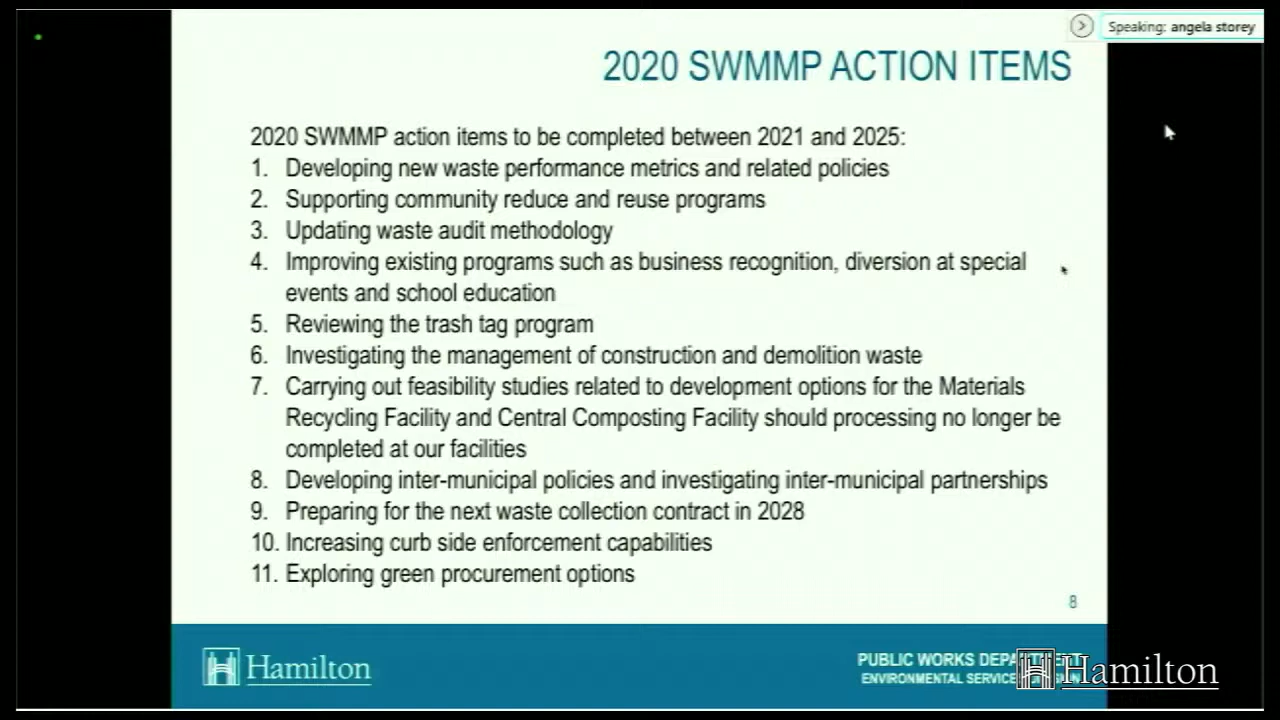 Speaking: angela storey
2020 SWMMP ACTION ITEMS
2020 SWMMP action items to be completed between 2021 and 2025:
1. Developing new waste performance metrics and related policies
2. Supporting community reduce and reuse programs
3. Updating waste audit methodology
4. Improving existing programs such as business recognition, diversion at special
events and school education
5. Reviewing the trash tag program
6. Investigating the management of construction and demolition waste
7. Carrying out feasibility studies related to development options for the Materials
Recycling Facility and Central Composting Facility should processing no longer be
completed at our facilities
8. Developing inter-municipal policies and investigating inter-municipal partnerships
9. Preparing for the next waste collection contract in 2028
10. Increasing curb side enforcement capabilities
11. Exploring green procurement options
8
Hamilton
PUBLIC WORKS
ENVIRONMENTAL
Hamilton